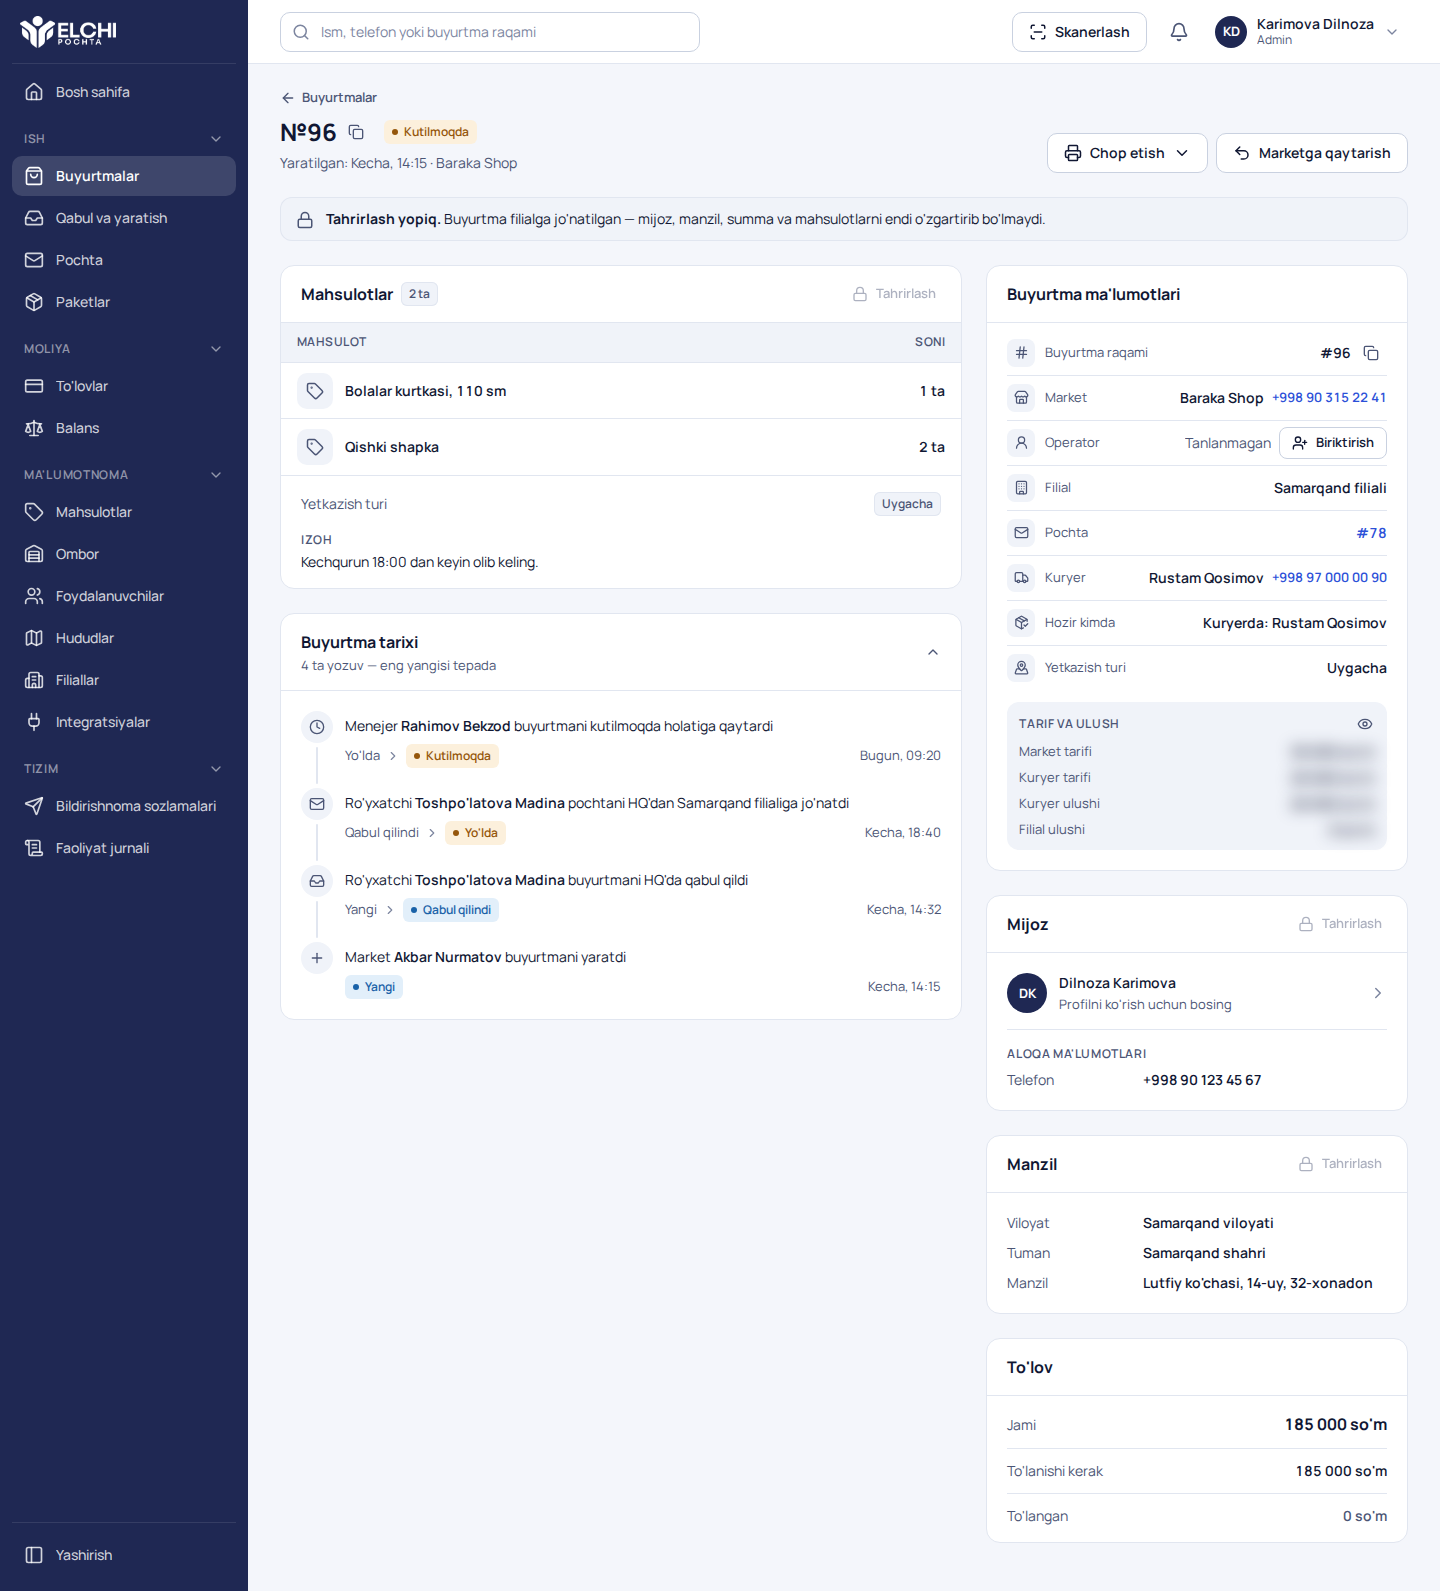 ELCHI
POCHTA
Bosh sahifa
ISH
Buyurtmalar
Qabul va yaratish
Pochta
Paketlar
MOLIYA
To'lovlar
Balans
MA'LUMOTNOMA
Mahsulotlar
Ombor
Foydalanuvchilar
Hududlar
Filiallar
Integratsiyalar
TIZIM
Bildirishnoma sozlamalari
Faoliyat jurnali
Yashirish
Ism, telefon yoki buyurtma raqami
Skanerlash
KD
Karimova Dilnoza
Admin
Buyurtmalar
№96
Kutilmoqda
Yaratilgan: Kecha, 14:15 · Baraka Shop
Chop etish
Marketga qaytarish
Tahrirlash yopiq. Buyurtma filialga jo'natilgan — mijoz, manzil, summa va mahsulotlarni endi o'zgartirib bo'lmaydi.
Mahsulotlar 2 ta
Tahrirlash
MAHSULOT SONI
Bolalar kurtkasi, 110 sm 1 ta
Qishki shapka 2 ta
Yetkazish turi Uygacha
IZOH
Kechqurun 18:00 dan keyin olib keling.
Buyurtma tarixi
4 ta yozuv — eng yangisi tepada
Menejer Rahimov Bekzod buyurtmani kutilmoqda holatiga qaytardi
Yo'lda Kutilmoqda Bugun, 09:20
Ro'yxatchi Toshpo'latova Madina pochtani HQ'dan Samarqand filialiga jo'natdi
Qabul qilindi Yo'lda Kecha, 18:40
Ro'yxatchi Toshpo'latova Madina buyurtmani HQ'da qabul qildi
Yangi Qabul qilindi Kecha, 14:32
Market Akbar Nurmatov buyurtmani yaratdi
Yangi Kecha, 14:15
Buyurtma ma'lumotlari
Buyurtma raqami #96
Market Baraka Shop +998 90 315 22 41
Operator Tanlanmagan Biriktirish
Filial Samarqand filiali
Pochta #78
Kuryer Rustam Qosimov +998 97 000 00 90
Hozir kimda Kuryerda: Rustam Qosimov
Yetkazish turi Uygacha
TARIF VA ULUSH
Market tarifi
Kuryer tarifi
Kuryer ulushi
Filial ulushi
Mijoz
Tahrirlash
DK
Dilnoza Karimova
Profilni ko'rish uchun bosing
ALOQA MA'LUMOTLARI
Telefon +998 90 123 45 67
Manzil
Tahrirlash
Viloyat Samarqand viloyati
Tuman Samarqand shahri
Manzil Lutfiy ko'chasi, 14-uy, 32-xonadon
To'lov
Jami 185 000 so'm
To'lanishi kerak 185 000 so'm
To'langan 0 so'm